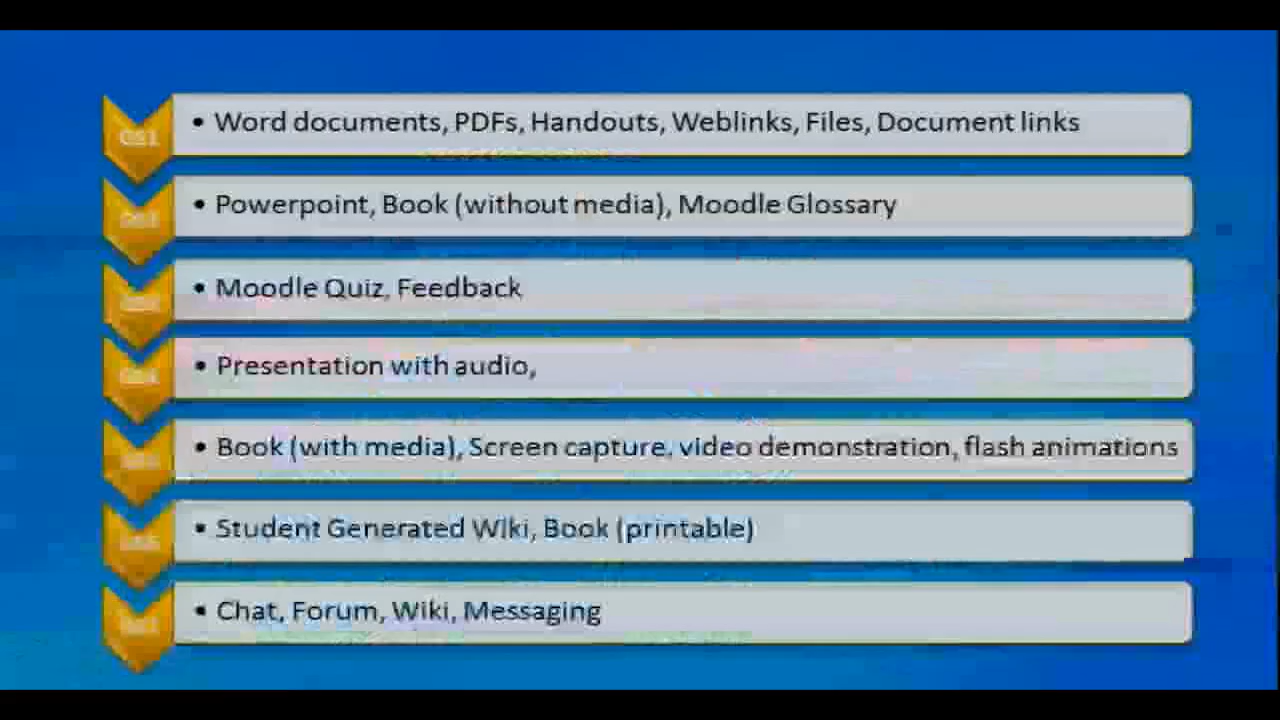 • Word documents, PDFs, Handouts, Weblinks, Files, Document links
• Powerpoint, Book (without media), Moodle Glossary
• Moodle Quiz, Feedback
• Presentation with audio,
• Book (with media), Screen capture, video demonstration, flash animations
• Student Generated Wiki, Book (printable)
• Chat, Forum, Wiki, Messaging